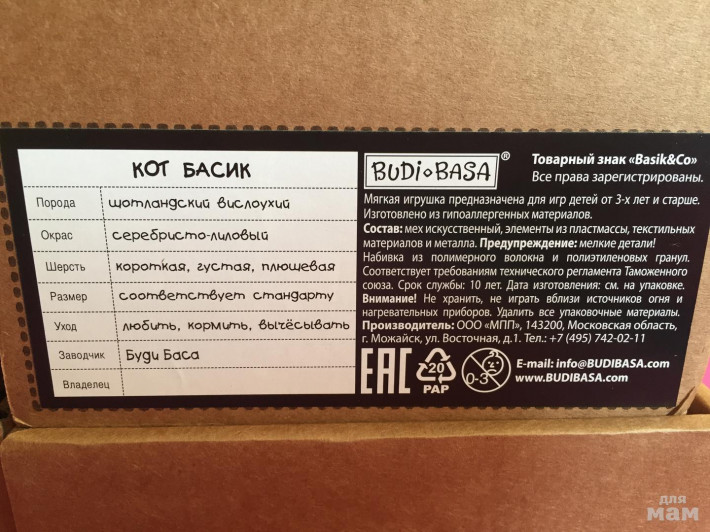 КОТ БАСИК
Порода шотландский вислоухий
Окрас серебристо-лиловый
Шерсть короткая, густая, плюшевая
Размер соответствует стандарту
Уход любить, кормить, вычёсывать
Заводчик Буди Баса
Владелец
BUDi BASA ®
Товарный знак «Basik&Co»
Все права зарегистрированы.
Мягкая игрушка предназначена для игр детей от 3-х лет и старше.
Изготовлено из гипоаллергенных материалов.
Состав: мех искусственный, элементы из пластмассы, текстильных
материалов и металла. Предупреждение: мелкие детали!
Набивка из полимерного волокна и полиэтиленовых гранул.
Соответствует требованиям технического регламента Таможенного
союза. Срок службы: 10 лет. Дата изготовления: см. на упаковке.
Внимание! Не хранить, не играть вблизи источников огня и
нагревательных приборов. Удалить все упаковочные материалы.
Производитель: ООО «МПП», 143200, Московская область,
г. Можайск, ул. Восточная, д.1. Тел.: +7 (495) 742-02-11
EAC
20
PAP
0-3
E-mail: info@BUDIBASA.com
www.BUDIBASA.com
для
мам